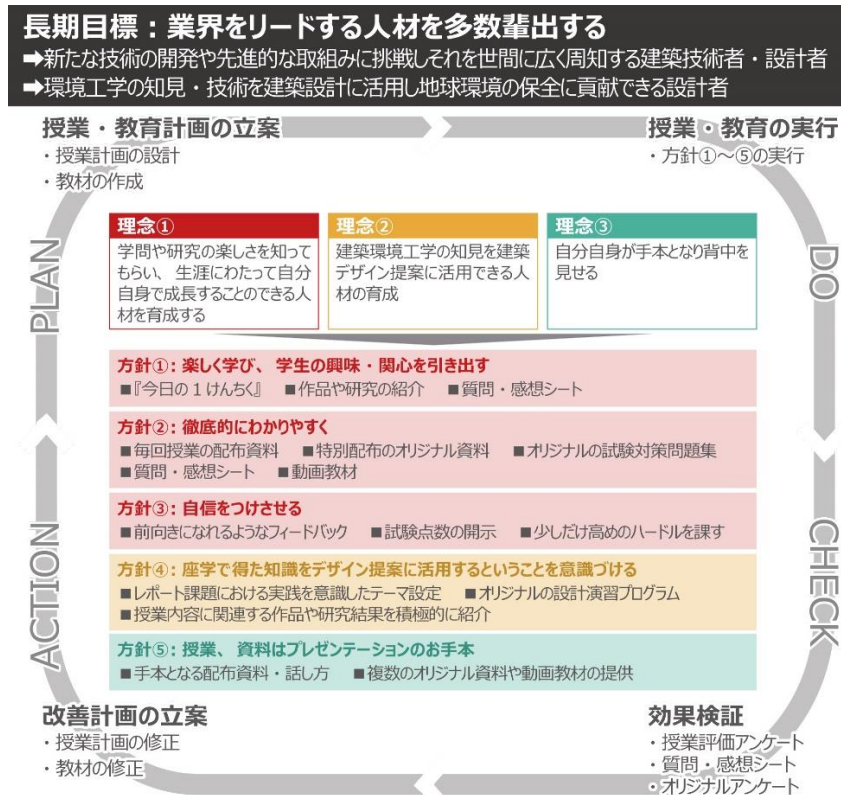 長期目標：業界をリードする人材を多数輩出する
➡新たな技術の開発や先進的な取組みに挑戦しそれを世間に広く周知する建築技術者・設計者
➡環境工学の知見・技術を建築設計に活用し地球環境の保全に貢献できる設計者
授業・教育計画の立案
・授業計画の設計
・教材の作成
授業・教育の実行
・方針①～⑤の実行
PLAN
DO
理念①
学問や研究の楽しさを知って
もらい、生涯にわたって自分
自身で成長することのできる人
材を育成する
理念②
建築環境工学の知見を建築
デザイン提案に活用できる人
材の育成
理念③
自分自身が手本となり背中を
見せる
方針①：楽しく学び、学生の興味・関心を引き出す
■『今日の１けんちく』 ■作品や研究の紹介 ■質問・感想シート
方針②：徹底的にわかりやすく
■毎回授業の配布資料 ■特別配布のオリジナル資料 ■オリジナルの試験対策問題集
■質問・感想シート ■動画教材
方針③：自信をつけさせる
■前向きになれるようなフィードバック ■試験点数の開示 ■少しだけ高めのハードルを課す
方針④：座学で得た知識をデザイン提案に活用するということを意識づける
■レポート課題における実践を意識したテーマ設定 ■オリジナルの設計演習プログラム
■授業内容に関連する作品や研究結果を積極的に紹介
方針⑤：授業、資料はプレゼンテーションのお手本
■手本となる配布資料・話し方 ■複数のオリジナル資料や動画教材の提供
ACTION
CHECK
改善計画の立案
・授業計画の修正
・教材の修正
効果検証
・授業評価アンケート
・質問・感想シート
・オリジナルアンケート